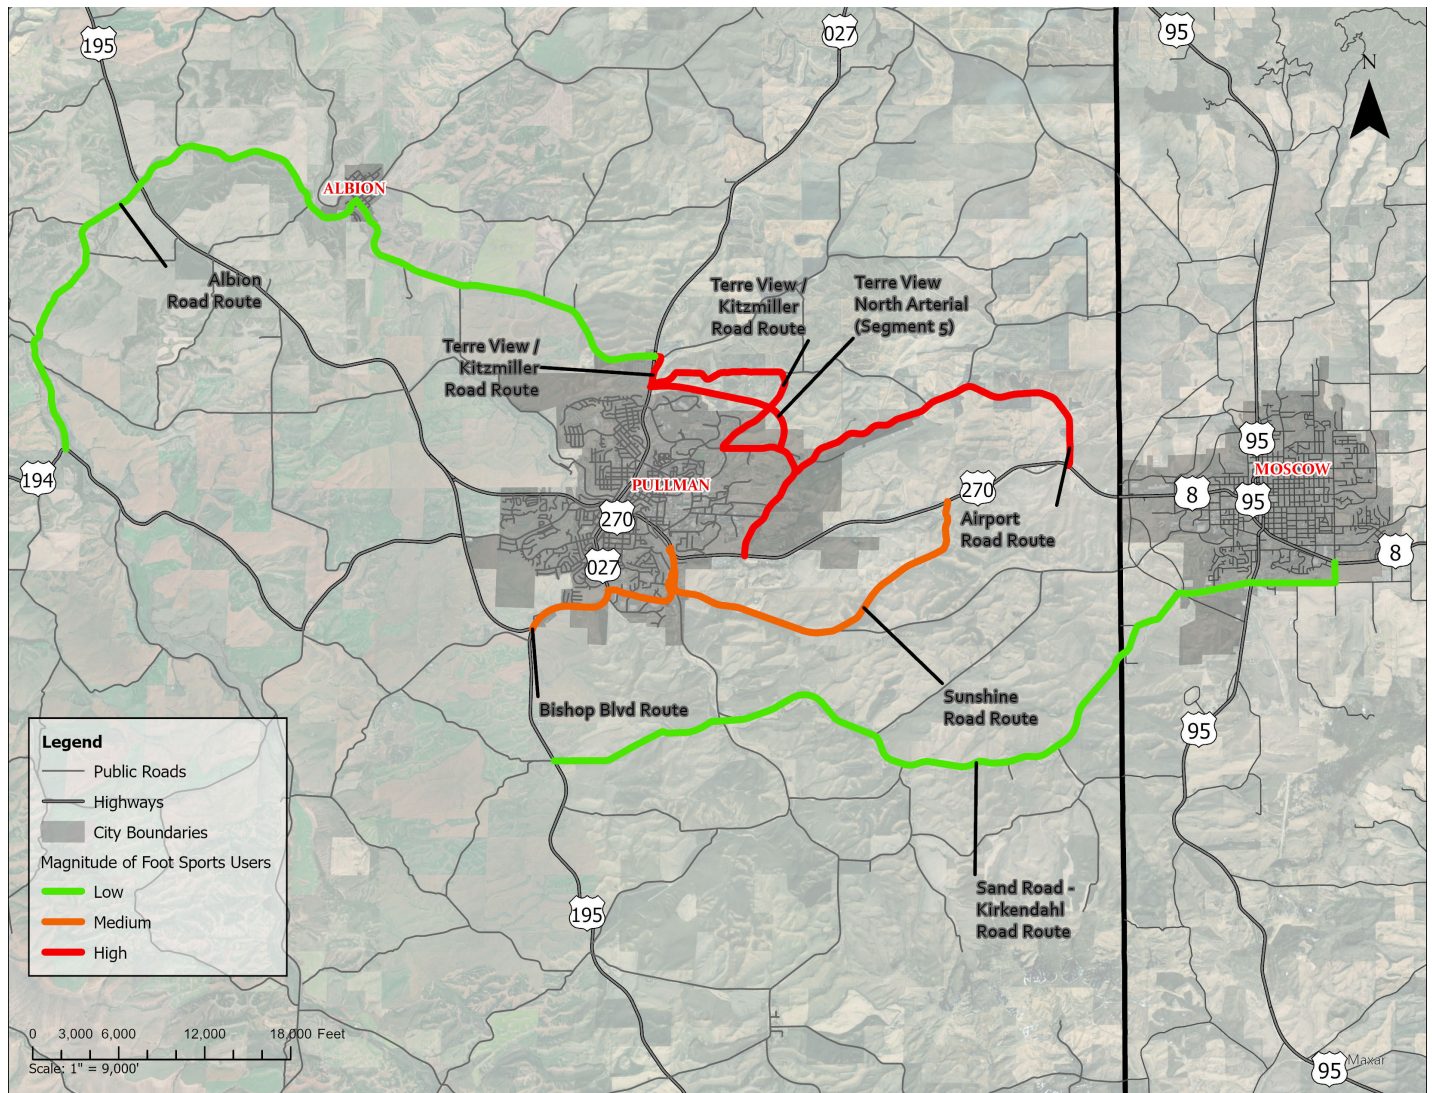 195
027
95
N
ALBION
Albion
Road Route
Terre View /
Kitzmiller
Road Route
Terre View
North Arterial
(Segment 5)
Terre View /
Kitzmiller
Road Route
194
PULLMAN
95
MOSCOW
270
8
95
270
Airport
Road Route
027
8
Bishop Blvd Route
Sunshine
Road Route
95
Legend
Public Roads
Highways
City Boundaries
Magnitude of Foot Sports Users
Low
Medium
High
195
Sand Road -
Kirkendahl
Road Route
0 3,000 6,000 12,000 18,000 Feet
Scale: 1" = 9,000'
95
Maxar